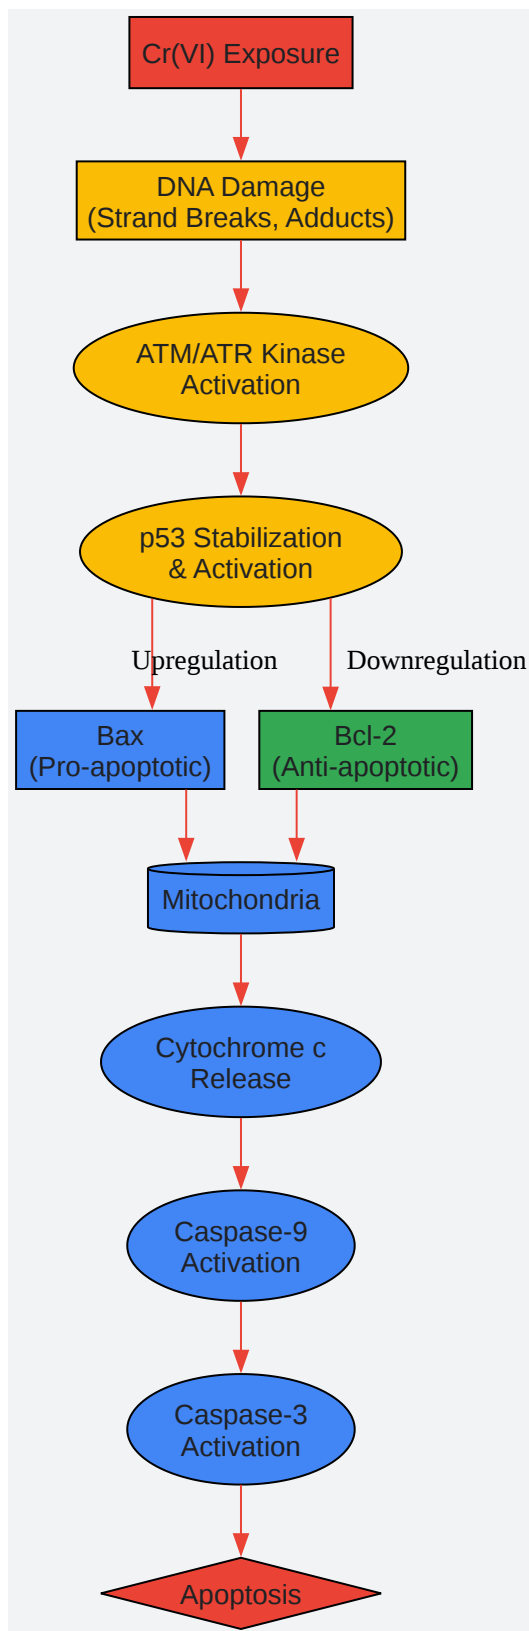 Cr(VI) Exposure
DNA Damage
(Strand Breaks, Adducts)
ATM/ATR Kinase
Activation
p53 Stabilization
& Activation
Upregulation
Downregulation
Bax
(Pro-apoptotic)
Bcl-2
(Anti-apoptotic)
Mitochondria
Cytochrome c
Release
Caspase-9
Activation
Caspase-3
Activation
Apoptosis